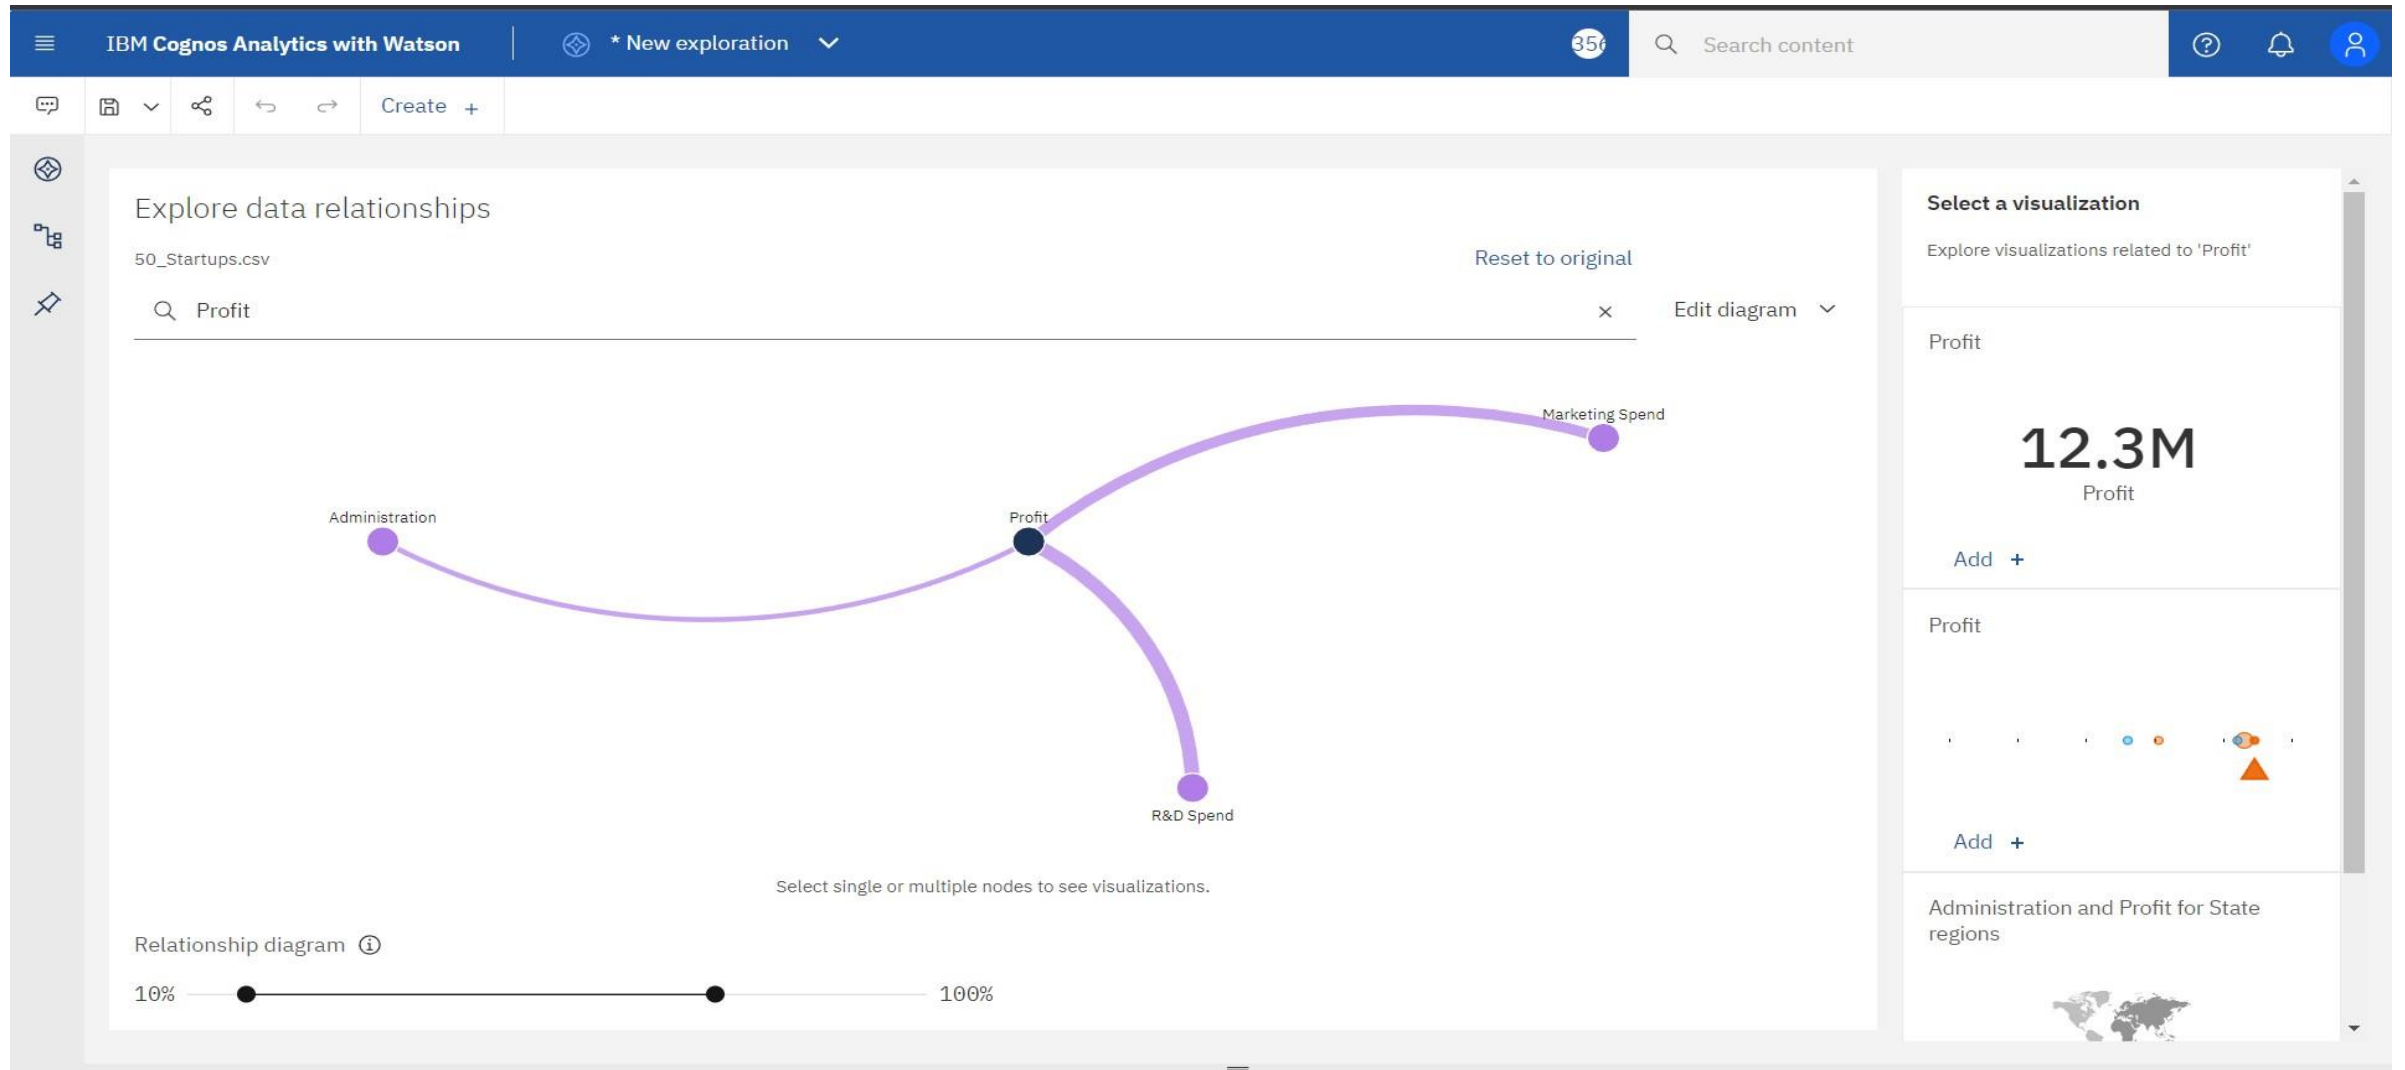 IBM Cognos Analytics with Watson
* New exploration
356
Search content
Create +
Explore data relationships
50_Startups.csv
Reset to original
Profit
Edit diagram
Marketing Spend
Administration
Profit
R&D Spend
Select single or multiple nodes to see visualizations.
Relationship diagram
10%
100%
Select a visualization
Explore visualizations related to 'Profit'
Profit
12.3M
Profit
Add +
Profit
Add +
Administration and Profit for State
regions